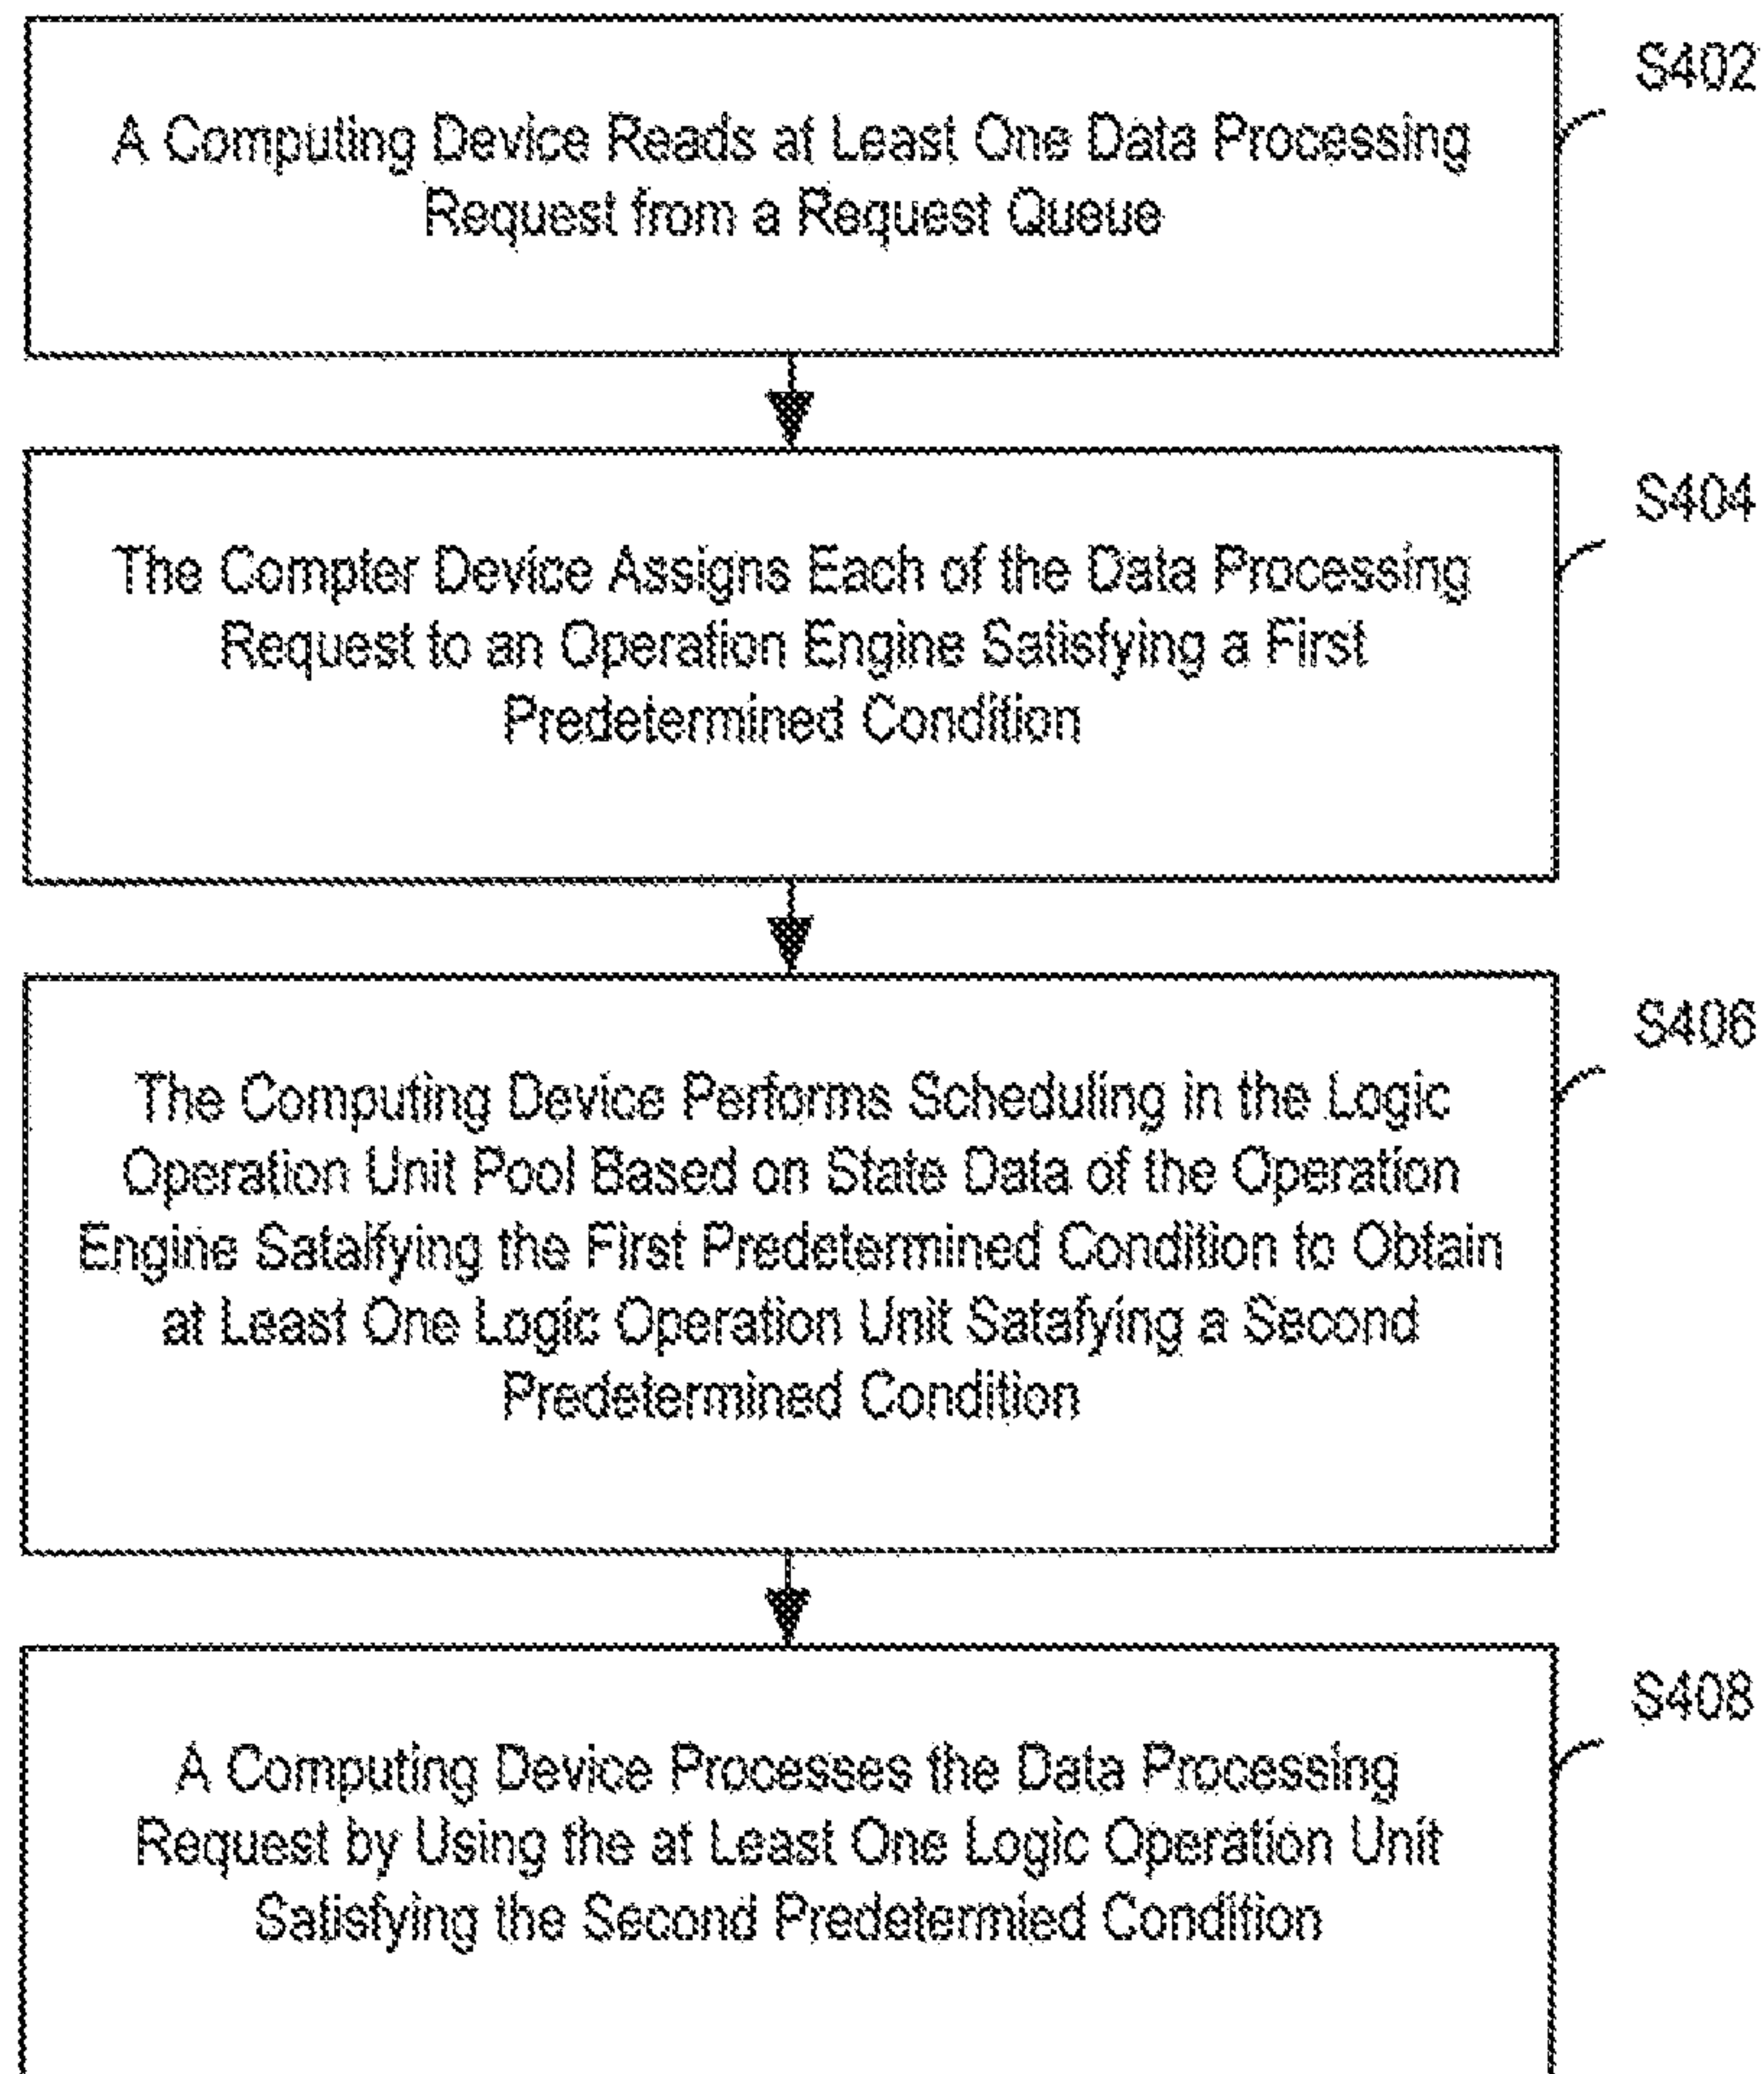 S402
A Computing Device Reads at Least One Data Processing
Request from a Request Queue
S404
The Compter Device Assigns Each of the Data Processing
Request to an Operation Engine Satisfying a First
Predetermined Condition
S406
The Computing Device Performs Scheduling in the Logic
Operation Unit Pool Based on State Data of the Operation
Engine Sataifying the First Predetermined Condition to Obtain
at Least One Logic Operation Unit Satafying a Second
Predetermined Condition
S408
A Computing Device Processes the Data Processing
Request by Using the at Least One Logic Operation Unit
Satisfying the Second Predetermied Condition